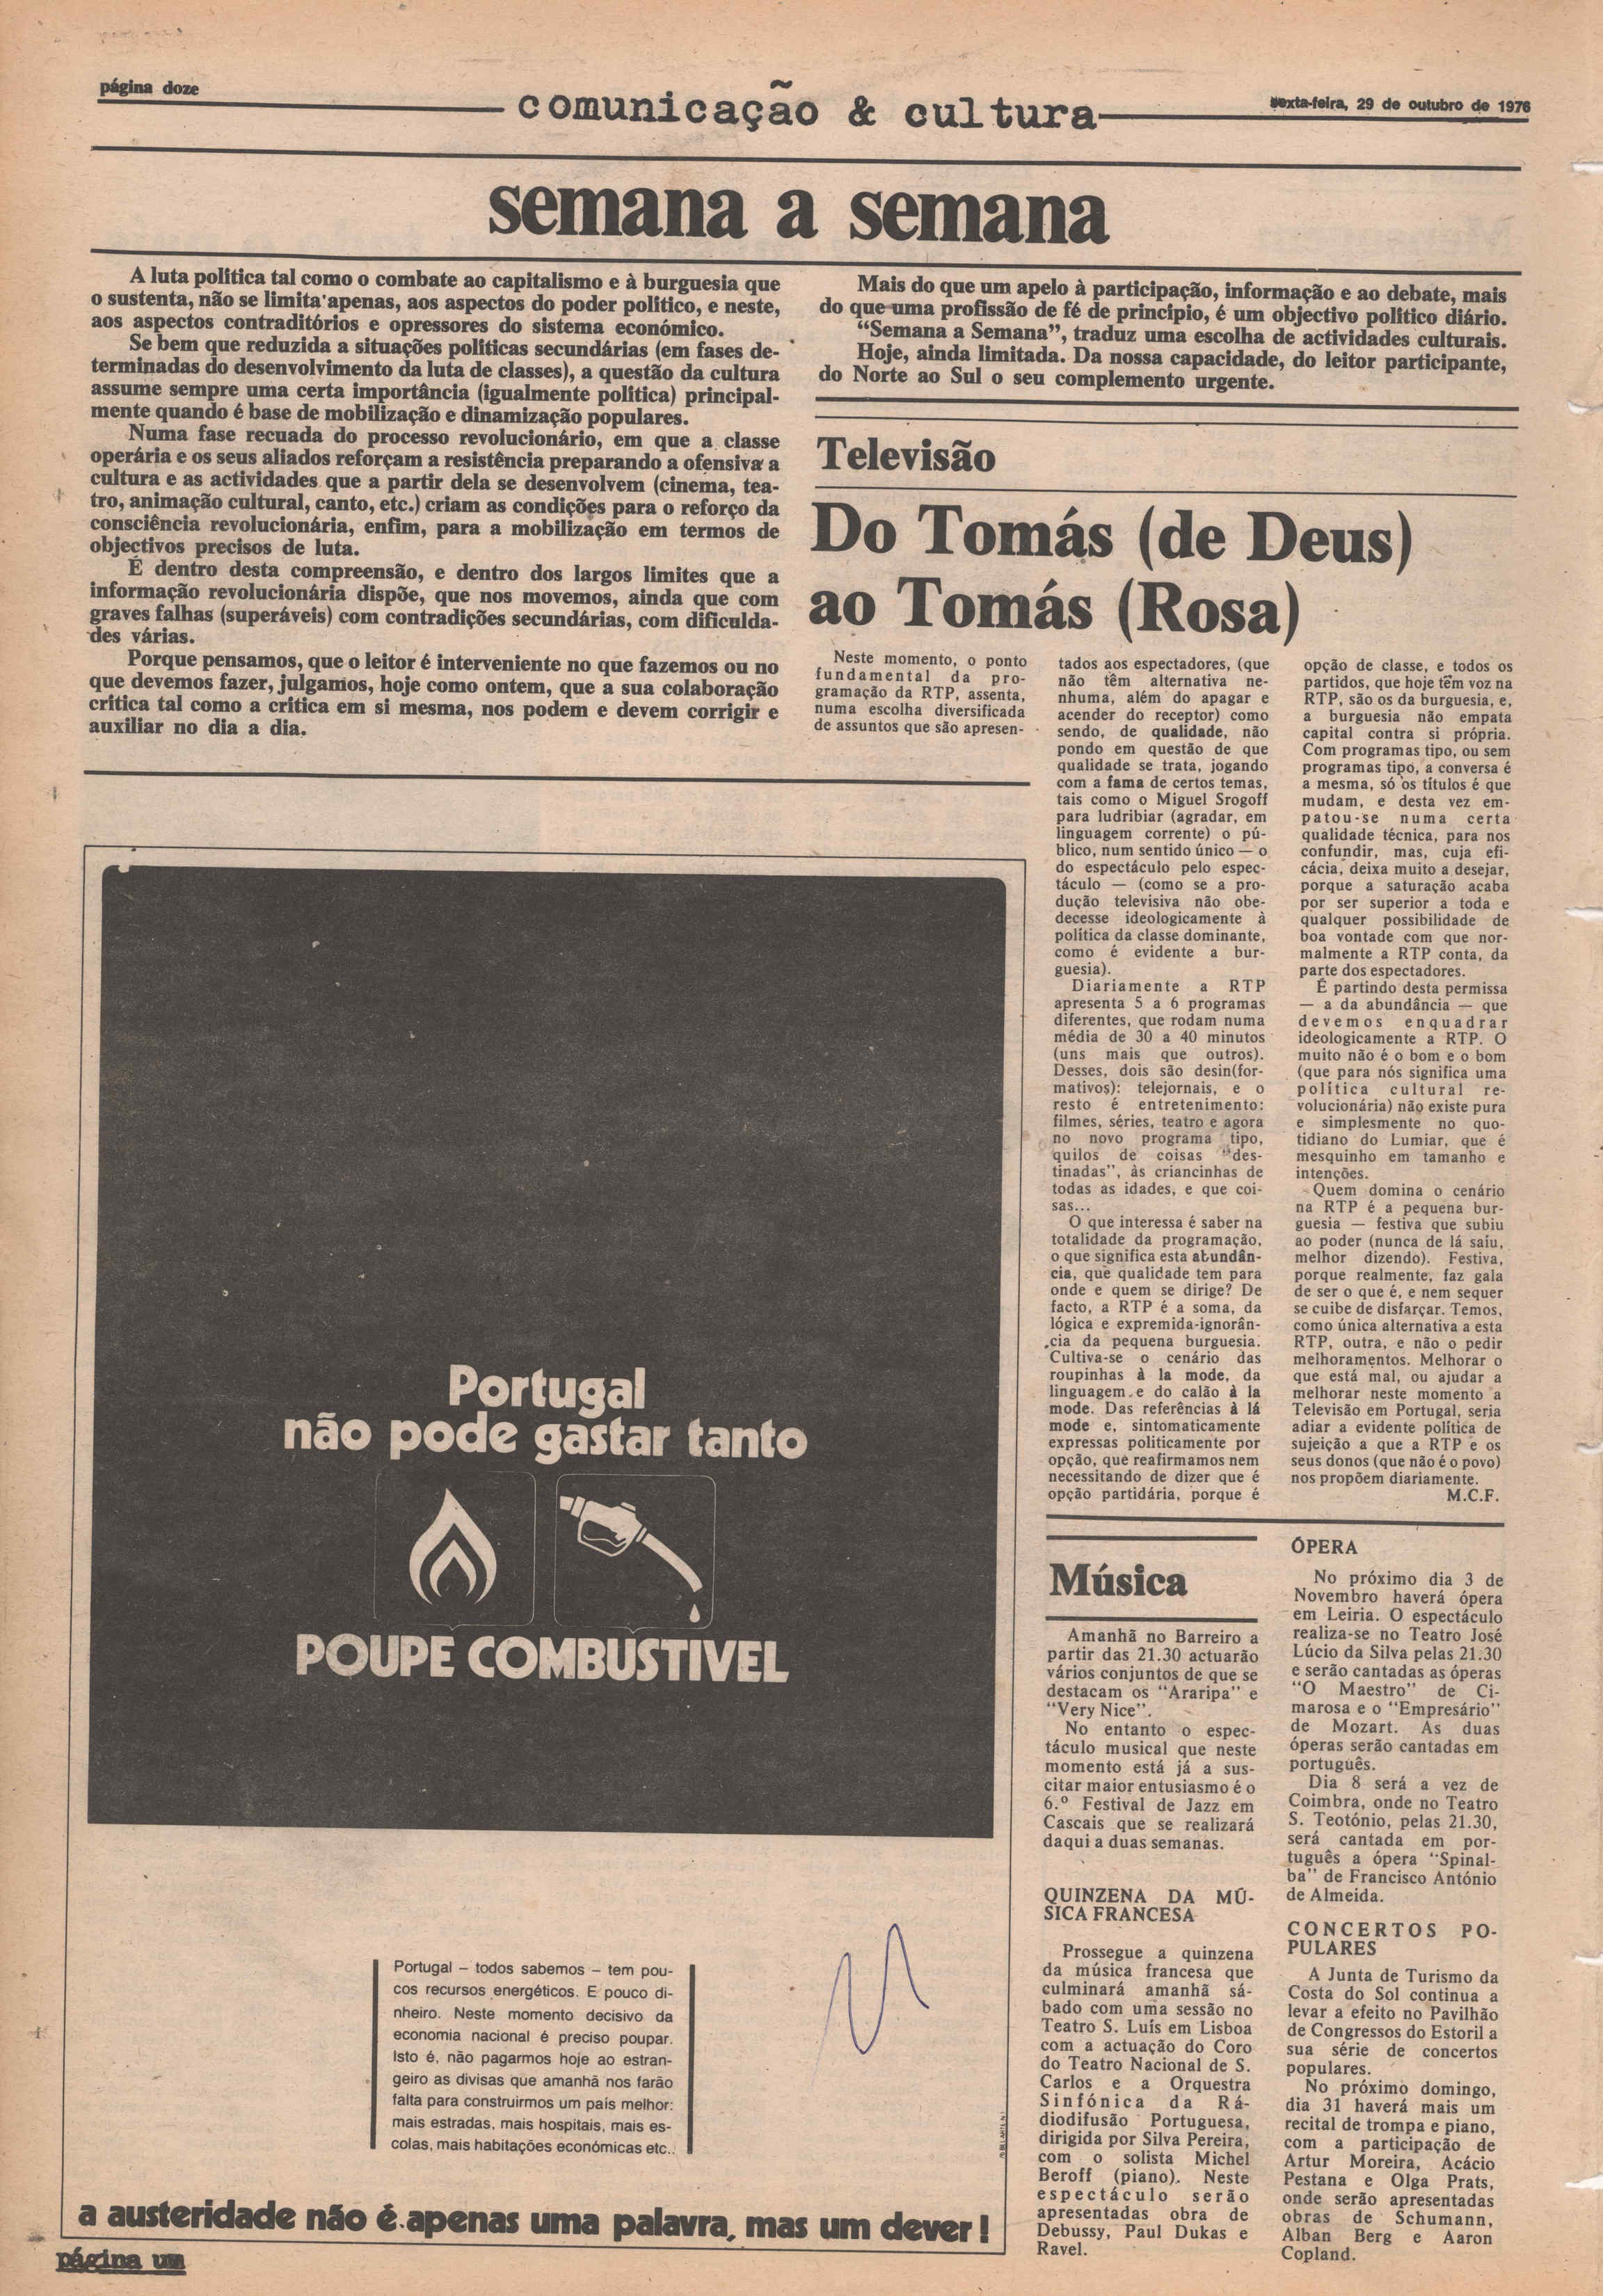 página doze
comunicação & cultura
sexta-feira, 29 de outubro de 1976
semana a semana
A luta política tal como o combate ao capitalismo e à burguesia que
o sustenta, não se limita apenas, aos aspectos do poder político, e neste,
aos aspectos contraditórios e opressores do sistema económico.
Se bem que reduzida a situações políticas secundárias (em fases de-
terminadas do desenvolvimento da luta de classes), a questão da cultura
assume sempre uma certa importância (igualmente política) principal-
mente quando é base de mobilização e dinamização populares.
Numa fase recuada do processo revolucionário, em que a classe
operária e os seus aliados reforçam a resistência preparando a ofensiva a
cultura e as actividades que a partir dela se desenvolvem (cinema, tea-
tro, animação cultural, canto, etc.) criam as condições para o reforço da
consciência revolucionária, enfim, para a mobilização em termos de
objectivos precisos de luta.
É dentro desta compreensão, e dentro dos largos limites que a
informação revolucionária dispõe, que nos movemos, ainda que com
graves falhas (superáveis) com contradições secundárias, com dificulda-
des várias.
Porque pensamos, que o leitor é interveniente no que fazemos ou no
que devemos fazer, julgamos, hoje como ontem, que a sua colaboração
crítica tal como a crítica em si mesma, nos podem e devem corrigir e
auxiliar no dia a dia.
Mais do que um apelo à participação, informação e ao debate, mais
do que uma profissão de fé de princípio, é um objectivo político diário.
"Semana a Semana", traduz uma escolha de actividades culturais.
Hoje, ainda limitada. Da nossa capacidade, do leitor participante,
do Norte ao Sul o seu complemento urgente.
Televisão
Do Tomás (de Deus)
ao Tomás (Rosa)
Neste momento, o ponto
fundamental da pro-
gramação da RTP, assenta,
numa escolha diversificada
de assuntos que são apresen-
tados aos espectadores, (que
não têm alternativa ne-
nhuma, além do apagar e
acender do receptor) como
sendo, de qualidade, não
pondo em questão de que
qualidade se trata, jogando
com a fama de certos temas,
tais como o Miguel Srogoff
para ludribiar (agradar, em
linguagem corrente) o pú-
blico, num sentido único — o
do espectáculo pelo espec-
táculo — (como se a pro-
dução televisiva não obe-
decesse ideologicamente à
política da classe dominante,
como é evidente a bur-
guesia).
Diariamente a RTP
apresenta 5 a 6 programas
diferentes, que rodam numa
média de 30 a 40 minutos
(uns mais que outros).
Desses, dois são desin(for-
mativos): telejornais, e o
resto é entretenimento:
filmes, séries, teatro e agora
no novo programa tipo,
quilos de coisas "des-
tinadas", às criancinhas de
todas as idades, e que coi-
sas...
O que interessa é saber na
totalidade da programação,
o que significa esta abundân-
cia, que qualidade tem para
onde e quem se dirige? De
facto, a RTP é a soma, da
lógica e expremida-ignorân-
cia da pequena burguesia.
Cultiva-se o cenário das
roupinhas à la mode, da
linguagem e do calão à la
mode. Das referências à lá
mode e, sintomaticamente
expressas politicamente por
opção, que reafirmamos nem
necessitando de dizer que é
opção partidária, porque é
opção de classe, e todos os
partidos, que hoje têm voz na
RTP, são os da burguesia, e,
a burguesia não empata
capital contra si própria.
Com programas tipo, ou sem
programas tipo, a conversa é
a mesma, só os títulos é que
mudam, e desta vez em-
patou-se numa certa
qualidade técnica, para nos
confundir, mas, cuja efi-
cácia, deixa muito a desejar,
porque a saturação acaba
por ser superior a toda e
qualquer possibilidade de
boa vontade com que nor-
malmente a RTP conta, da
parte dos espectadores.
É partindo desta permissa
— a da abundância — que
devemos enquadrar
ideologicamente a RTP. O
muito não é o bom e o bom
(que para nós significa uma
política cultural re-
volucionária) não existe pura
e simplesmente no quo-
tidiano do Lumiar, que é
mesquinho em tamanho e
intenções.
Quem domina o cenário
na RTP é a pequena bur-
guesia — festiva que subiu
ao poder (nunca de lá saíu,
melhor dizendo). Festiva,
porque realmente, faz gala
de ser o que é, e nem sequer
se cuibe de disfarçar. Temos,
como única alternativa a esta
RTP, outra, e não o pedir
melhoramentos. Melhorar o
que está mal, ou ajudar a
melhorar neste momento a
Televisão em Portugal, seria
adiar a evidente política de
sujeição a que a RTP e os
seus donos (que não é o povo)
nos propõem diariamente.
M.C.F.
Portugal
não pode gastar tanto
POUPE COMBUSTIVEL
Portugal – todos sabemos – tem pou-
cos recursos energéticos. E pouco di-
nheiro. Neste momento decisivo da
economia nacional é preciso poupar.
Isto é, não pagarmos hoje ao estran-
geiro as divisas que amanhã nos farão
falta para construirmos um país melhor:
mais estradas, mais hospitais, mais es-
colas, mais habitações económicas etc..
a austeridade não é apenas uma palavra, mas um dever!
Música
Amanhã no Barreiro a
partir das 21.30 actuarão
vários conjuntos de que se
destacam os "Araripa" e
"Very Nice".
No entanto o espec-
táculo musical que neste
momento está já a sus-
citar maior entusiasmo é o
6.º Festival de Jazz em
Cascais que se realizará
daqui a duas semanas.
QUINZENA DA MÚ-
SICA FRANCESA
Prossegue a quinzena
da música francesa que
culminará amanhã sá-
bado com uma sessão no
Teatro S. Luís em Lisboa
com a actuação do Coro
do Teatro Nacional de S.
Carlos e a Orquestra
Sinfónica da Rá-
diodifusão Portuguesa,
dirigida por Silva Pereira,
com o solista Michel
Beroff (piano). Neste
espectáculo serão
apresentadas obra de
Debussy, Paul Dukas e
Ravel.
ÓPERA
No próximo dia 3 de
Novembro haverá ópera
em Leiria. O espectáculo
realiza-se no Teatro José
Lúcio da Silva pelas 21.30
e serão cantadas as óperas
"O Maestro" de Ci-
marosa e o "Empresário"
de Mozart. As duas
óperas serão cantadas em
português.
Dia 8 será a vez de
Coimbra, onde no Teatro
S. Teotónio, pelas 21.30,
será cantada em por-
tuguês a ópera "Spinal-
ba" de Francisco António
de Almeida.
CONCERTOS PO-
PULARES
A Junta de Turismo da
Costa do Sol continua a
levar a efeito no Pavilhão
de Congressos do Estoril a
sua série de concertos
populares.
No próximo domingo,
dia 31 haverá mais um
recital de trompa e piano,
com a participação de
Artur Moreira, Acácio
Pestana e Olga Prats,
onde serão apresentadas
obras de Schumann,
Alban Berg e Aaron
Copland.
página um